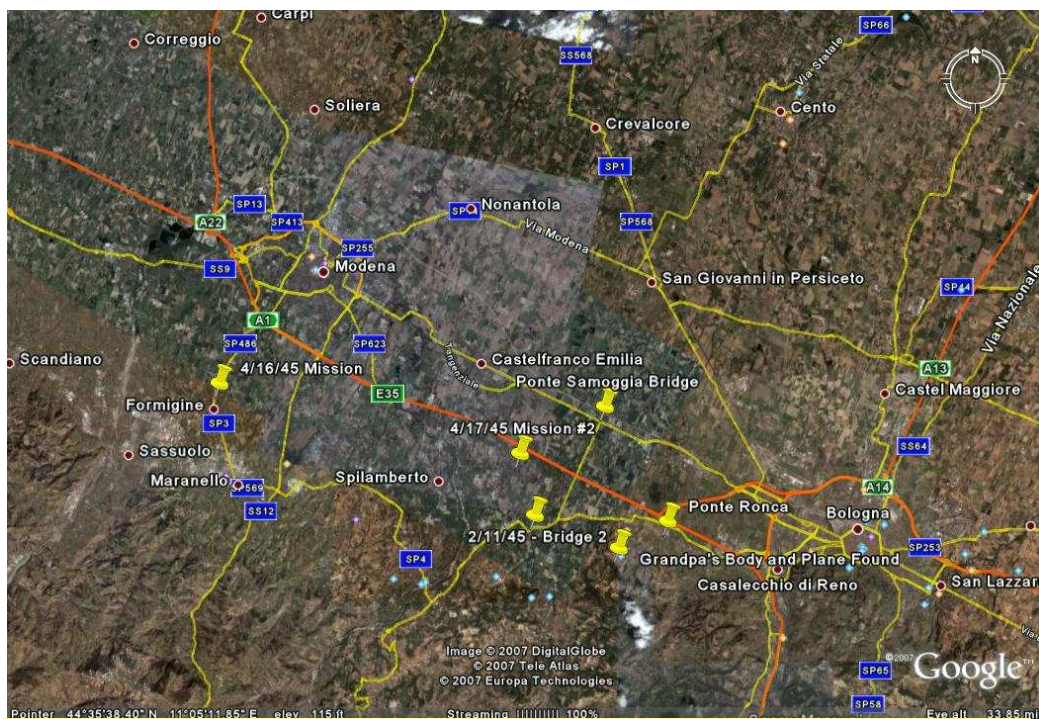 Carpi
SP66
Correggio
SS568
Via Statale
N
Soliera
Cento
Crevalcore
SP1
SP13
Nonantola
A22
SP413
SP568
Via Modena
SP255
SS9
Modena
San Giovanni in Persiceto
SP44
Via Nazionale
A1
SP486
SP623
Scandiano
4/16/45 Mission
Tangenziale
Castelfranco Emilia
A13
Ponte Samoggia Bridge
E35
Castel Maggiore
Formigine
SP3
4/17/45 Mission #2
SS64
Sassuolo
Maranello
SP569
Spilamberto
A14
SS12
Ponte Ronca
Bologna
2/11/45 - Bridge 2
SP253
SP4
Grandpa's Body and Plane Found
Casalecchio di Reno
San Lazzar
Image © 2007 DigitalGlobe
© 2007 Tele Atlas
© 2007 Europa Technologies
©2007 Google™
SP65
SP58
Pointer 44°35'38.40" N 11°05'11.85" E elev 115 ft
Streaming |||||||||| 100%
Eye alt 33.85 mi